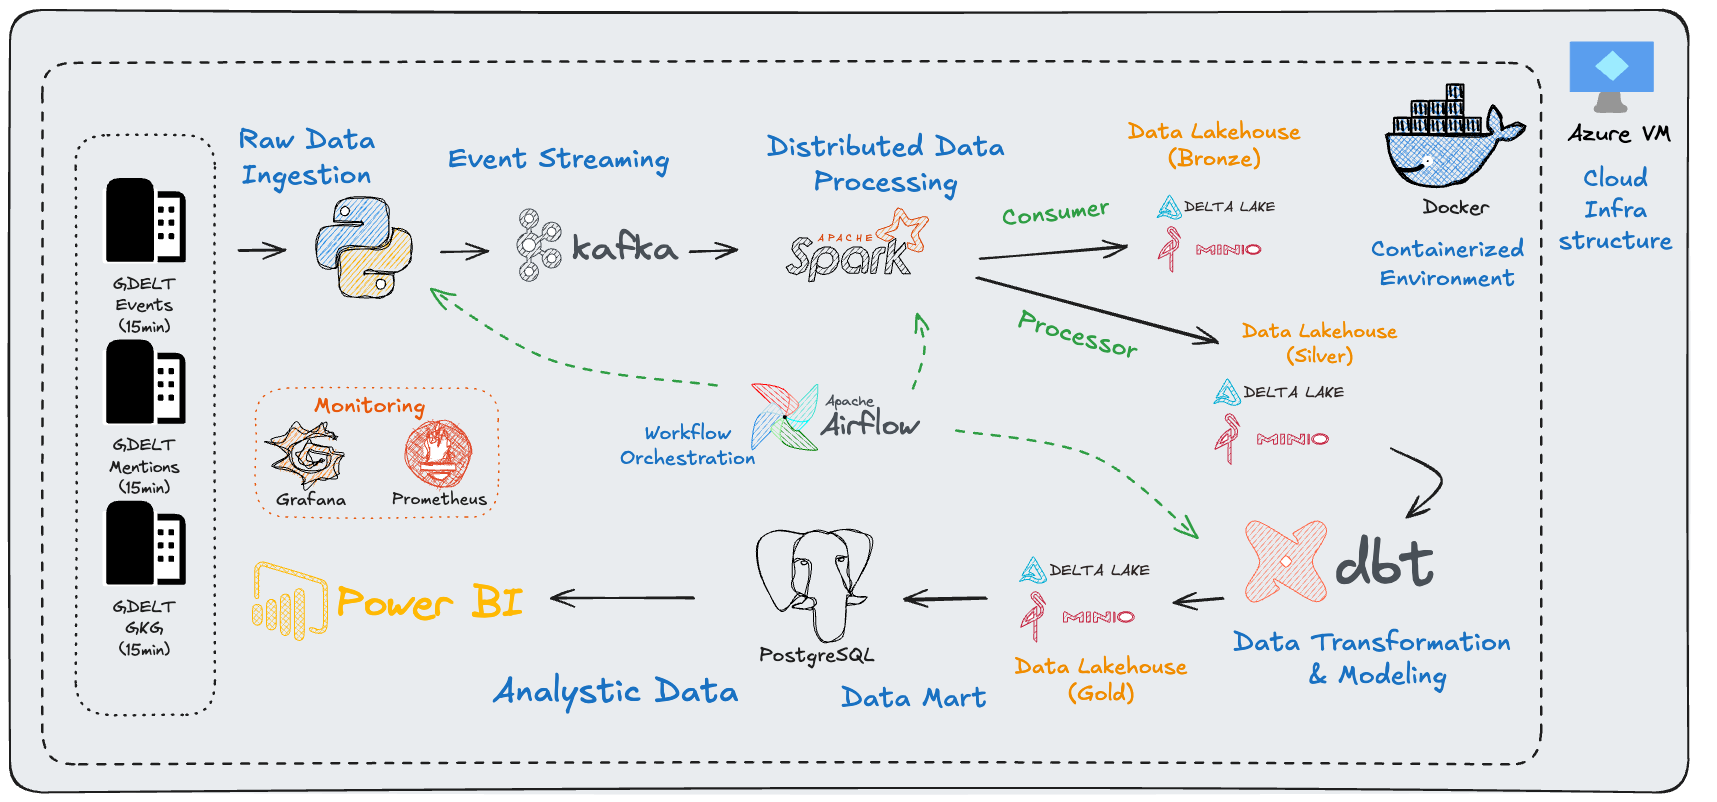 Raw Data
Ingestion
Event Streaming
Distributed Data
Processing
Data Lakehouse
(Bronze)
Azure VM
Cloud
Infra
structure
Docker
Containerized
Environment
GDELT
Events
(15min)
GDELT
Mentions
(15min)
GDELT
GKG
(15min)
kafka
APACHE
Spark
Consumer
Processor
DELTA LAKE
MINIO
Data Lakehouse
(Silver)
DELTA LAKE
MINIO
Monitoring
Grafana
Prometheus
Workflow
Orchestration
Apache
Airflow
dbt
Data Transformation
& Modeling
DELTA LAKE
MINIO
Data Lakehouse
(Gold)
PostgreSQL
Data Mart
Power BI
Analystic Data